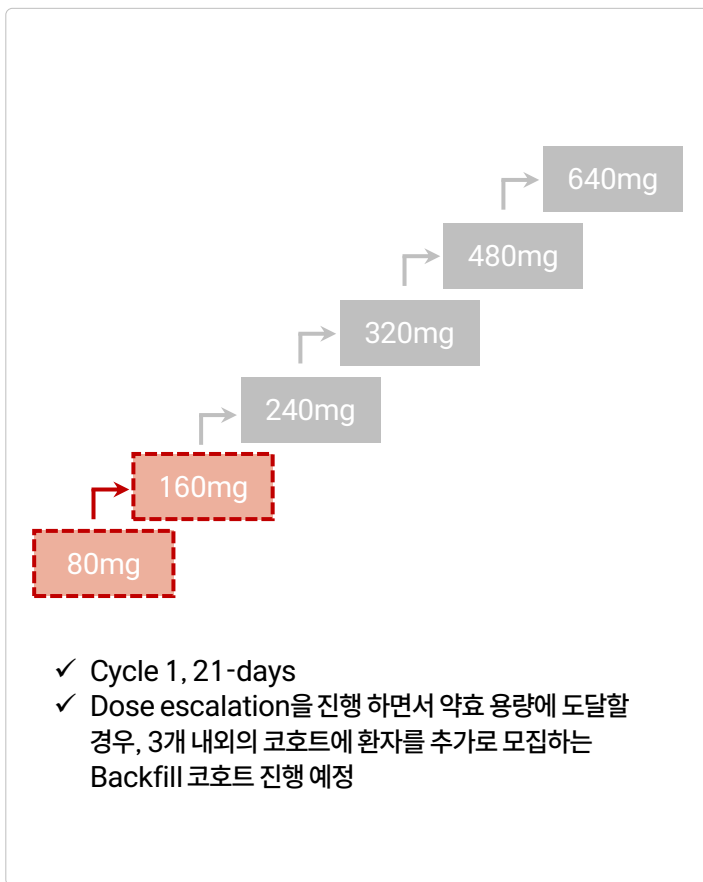 640mg
480mg
320mg
240mg
160mg
80mg
✓ Cycle 1, 21-days
✓ Dose escalation을 진행 하면서 약효 용량에 도달할
경우, 3개 내외의 코호트에 환자를 추가로 모집하는
Backfill 코호트 진행 예정